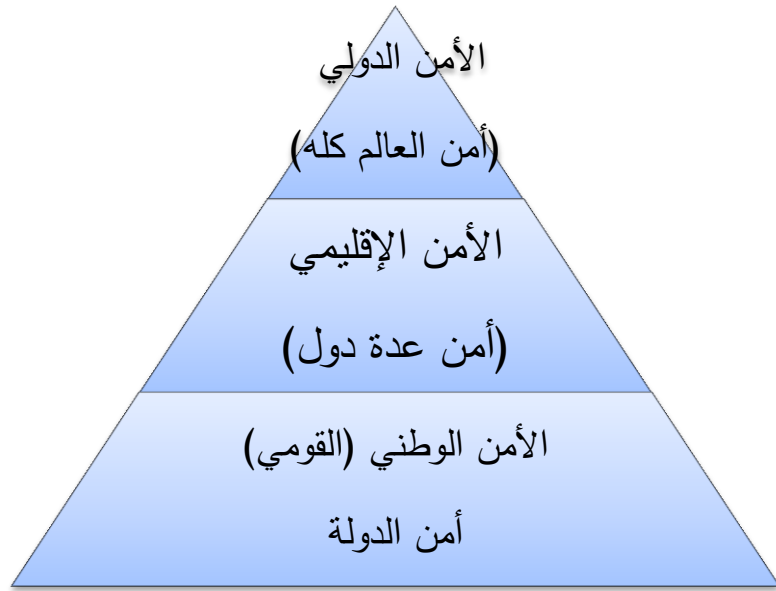 الأمن الدولي
(أمن العالم كله)
الأمن الإقليمي
(أمن عدة دول)
الأمن الوطني (القومي)
أمن الدولة